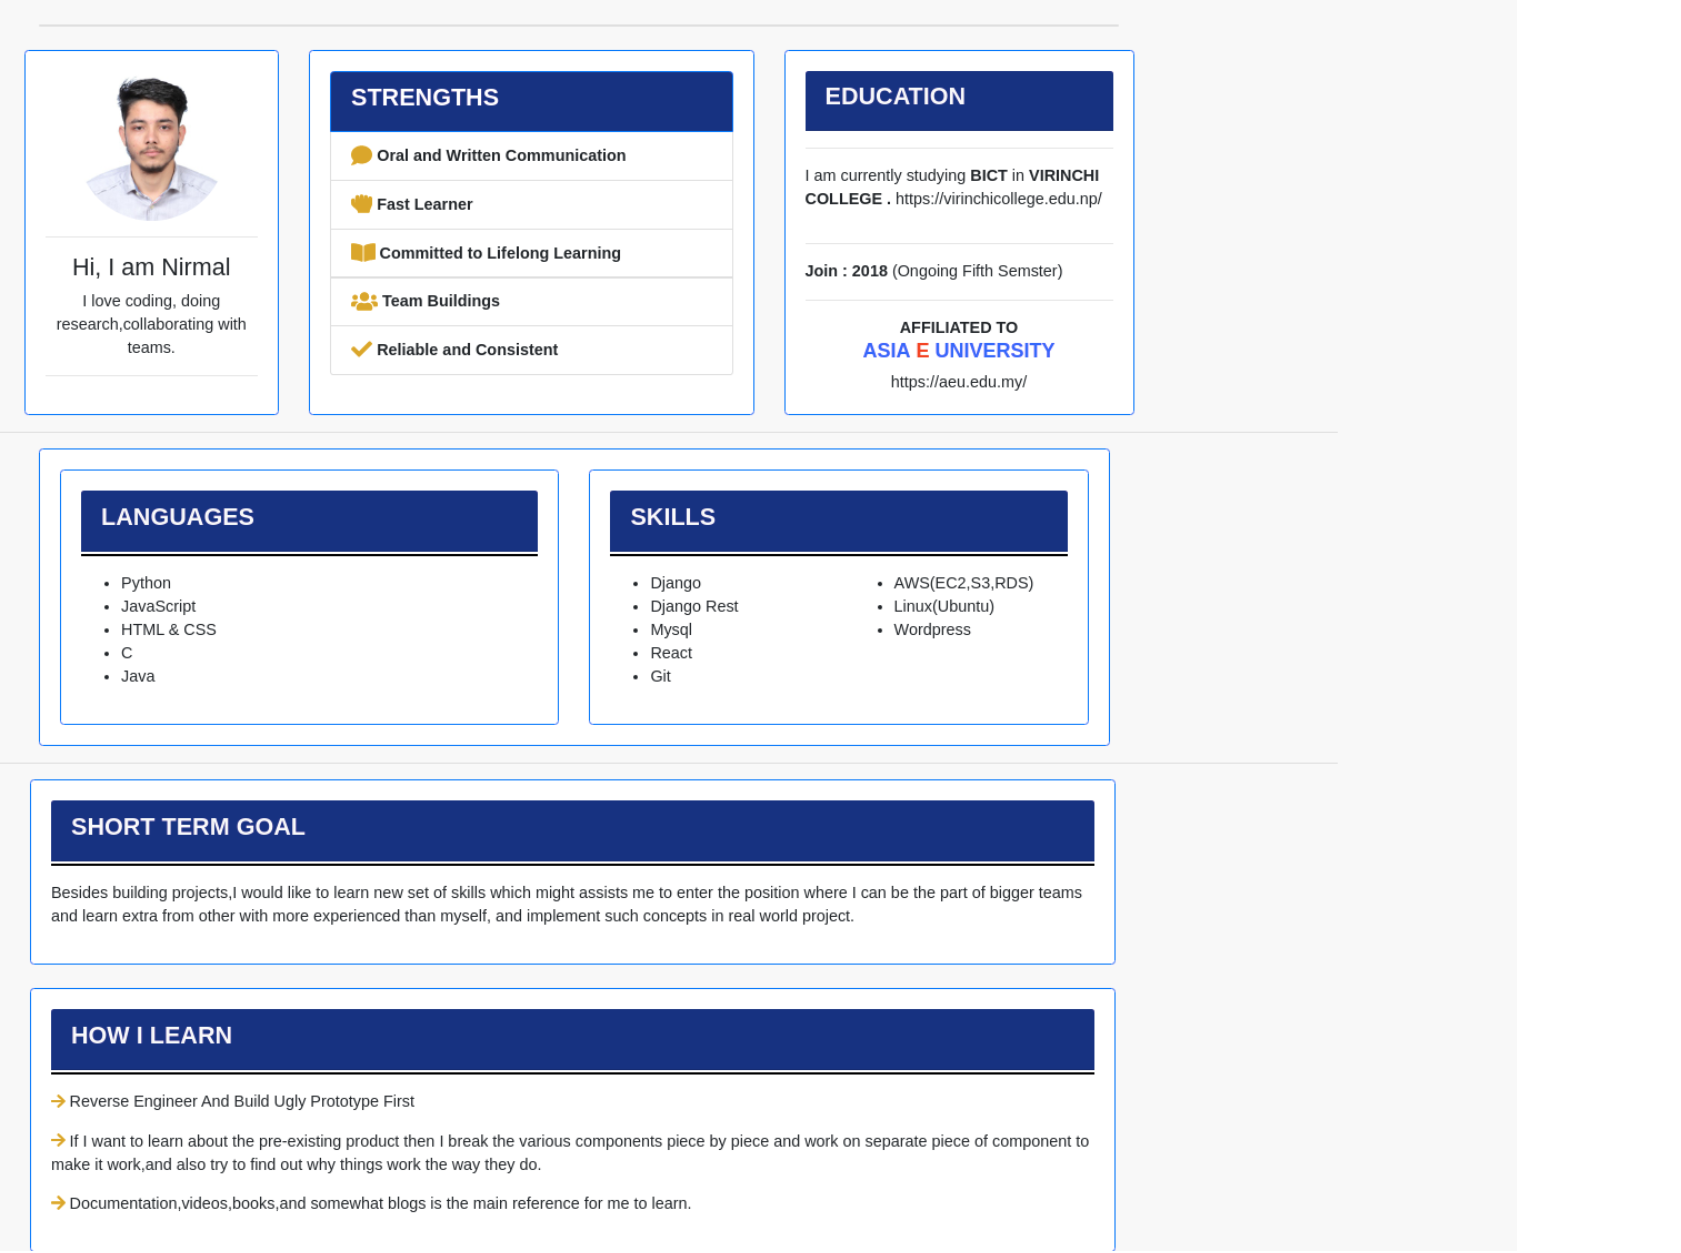 Hi, I am Nirmal
I love coding, doing
research,collaborating with
teams.
STRENGTHS
Oral and Written Communication
Fast Learner
Committed to Lifelong Learning
Team Buildings
Reliable and Consistent
EDUCATION
I am currently studying BICT in VIRINCHI
COLLEGE . https://virinchicollege.edu.np/
Join : 2018 (Ongoing Fifth Semster)
AFFILIATED TO
ASIA E UNIVERSITY
https://aeu.edu.my/
LANGUAGES
Python
JavaScript
HTML & CSS
C
Java
SKILLS
Django
Django Rest
Mysql
React
Git
AWS(EC2,S3,RDS)
Linux(Ubuntu)
Wordpress
SHORT TERM GOAL
Besides building projects,I would like to learn new set of skills which might assists me to enter the position where I can be the part of bigger teams
and learn extra from other with more experienced than myself, and implement such concepts in real world project.
HOW I LEARN
Reverse Engineer And Build Ugly Prototype First
If I want to learn about the pre-existing product then I break the various components piece by piece and work on separate piece of component to
make it work,and also try to find out why things work the way they do.
Documentation,videos,books,and somewhat blogs is the main reference for me to learn.